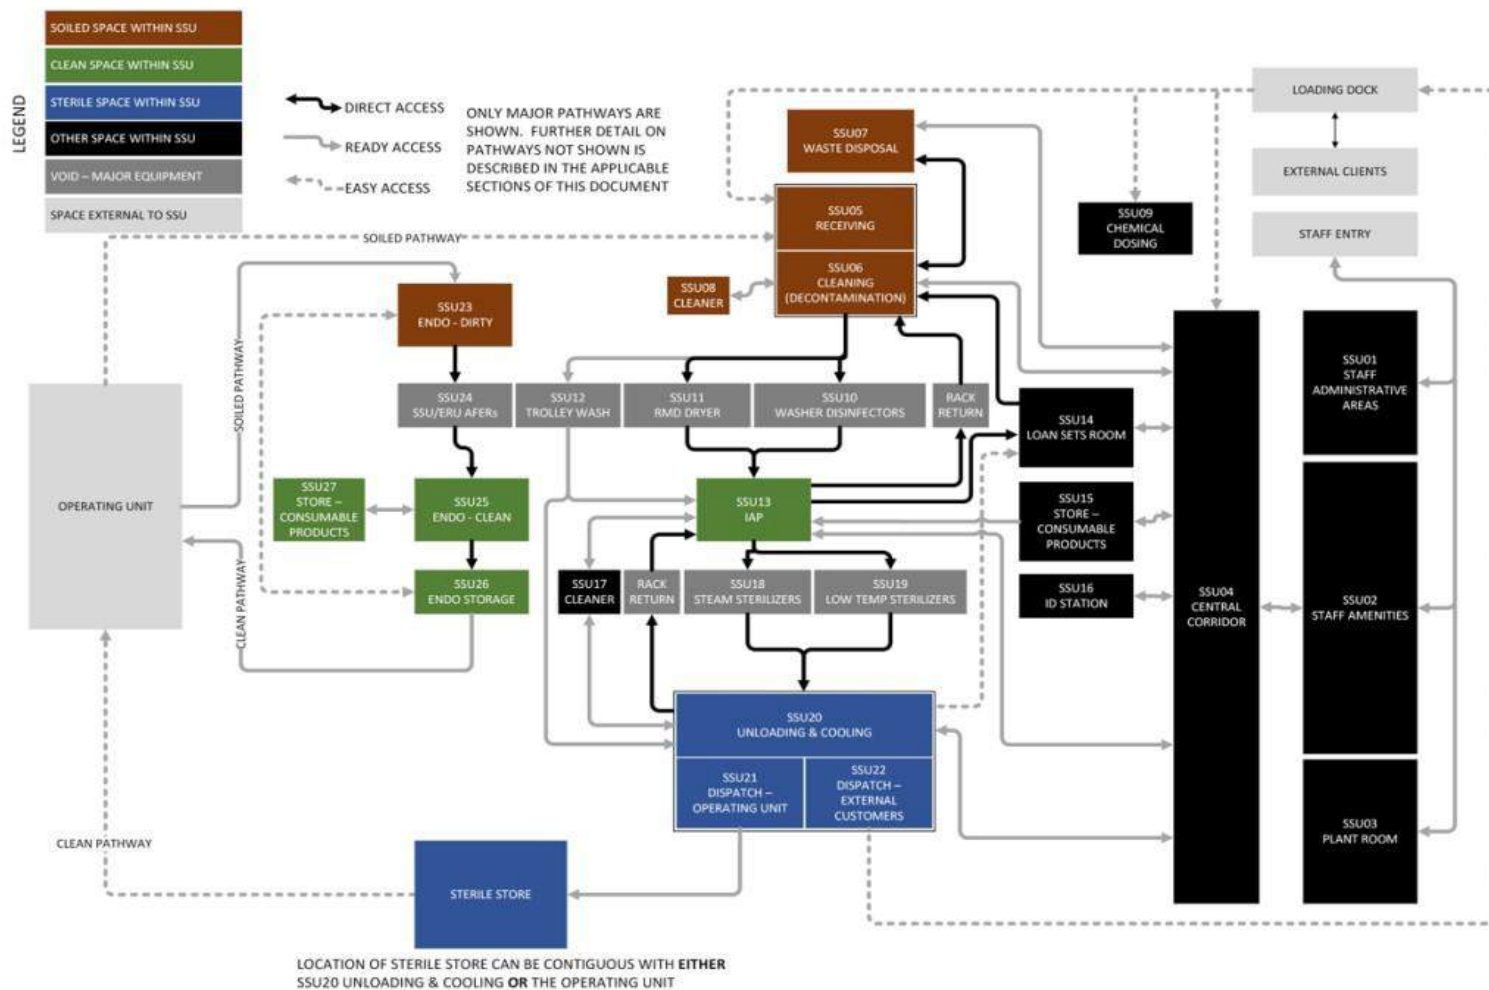 LEGEND
SOILED SPACE WITHIN SSU
CLEAN SPACE WITHIN SSU
STERILE SPACE WITHIN SSU
OTHER SPACE WITHIN SSU
VOID – MAJOR EQUIPMENT
SPACE EXTERNAL TO SSU
DIRECT ACCESS
READY ACCESS
EASY ACCESS
ONLY MAJOR PATHWAYS ARE
SHOWN. FURTHER DETAIL ON
PATHWAYS NOT SHOWN IS
DESCRIBED IN THE APPLICABLE
SECTIONS OF THIS DOCUMENT
SSU07
WASTE DISPOSAL
LOADING DOCK
EXTERNAL CLIENTS
STAFF ENTRY
SSU05
RECEIVING
SSU09
CHEMICAL
DOSING
SOILED PATHWAY
SSU06
CLEANING
(DECONTAMINATION)
SSU08
CLEANER
SSU23
ENDO - DIRTY
SOILED PATHWAY
SSU24
SSU/ERU AFERs
SSU12
TROLLEY WASH
SSU11
RMD DRYER
SSU10
WASHER DISINFECTORS
RACK
RETURN
SSU01
STAFF
ADMINISTRATIVE
AREAS
SSU14
LOAN SETS ROOM
OPERATING UNIT
SSU27
STORE –
CONSUMABLE
PRODUCTS
SSU25
ENDO - CLEAN
SSU13
IAP
SSU15
STORE –
CONSUMABLE
PRODUCTS
SSU26
ENDO STORAGE
SSU17
CLEANER
RACK
RETURN
SSU18
STEAM STERILIZERS
SSU19
LOW TEMP STERILIZERS
SSU16
ID STATION
SSU04
CENTRAL
CORRIDOR
SSU02
STAFF AMENITIES
CLEAN PATHWAY
SSU20
UNLOADING & COOLING
SSU21
DISPATCH –
OPERATING UNIT
SSU22
DISPATCH –
EXTERNAL
CUSTOMERS
SSU03
PLANT ROOM
CLEAN PATHWAY
STERILE STORE
LOCATION OF STERILE STORE CAN BE CONTIGUOUS WITH EITHER
SSU20 UNLOADING & COOLING OR THE OPERATING UNIT